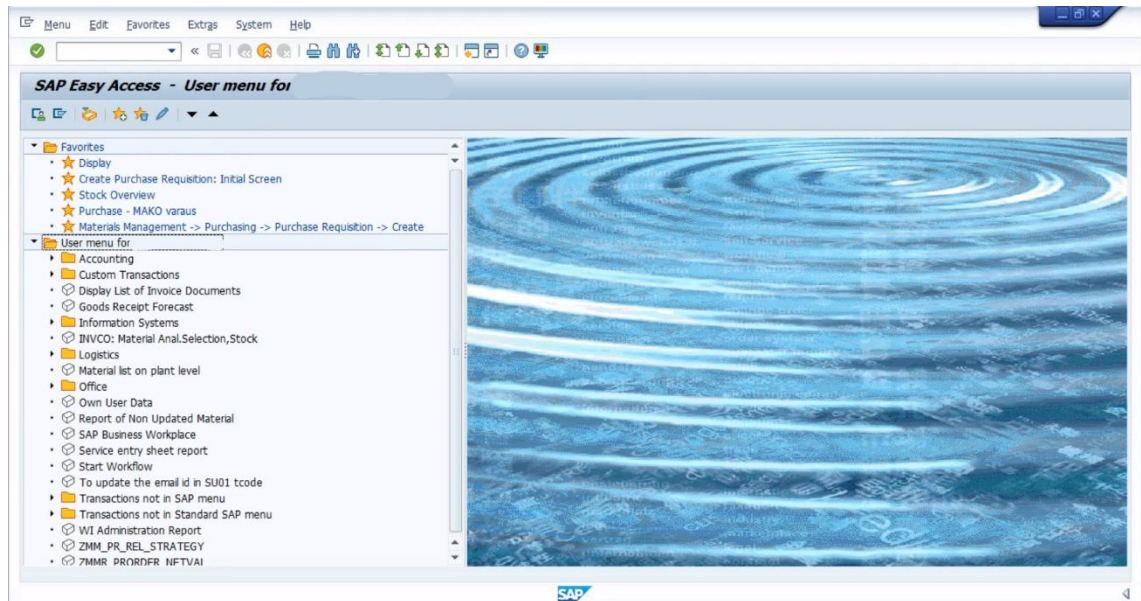 Menu Edit Favorites Extras System Help
SAP Easy Access - User menu for
Favorites
Display
Create Purchase Requisition: Initial Screen
Stock Overview
Purchase - MAKO varaus
Materials Management -> Purchasing -> Purchase Requisition -> Create
User menu for
Accounting
Custom Transactions
Display List of Invoice Documents
Goods Receipt Forecast
Information Systems
INVCO: Material Anal.Selection,Stock
Logistics
Material list on plant level
Office
Own User Data
Report of Non Updated Material
SAP Business Workplace
Service entry sheet report
Start Workflow
To update the email id in SU01 tcode
Transactions not in SAP menu
Transactions not in Standard SAP menu
WI Administration Report
ZMM_PR_REL_STRATEGY
ZMMR_PRORDER_NETVAL
SAP